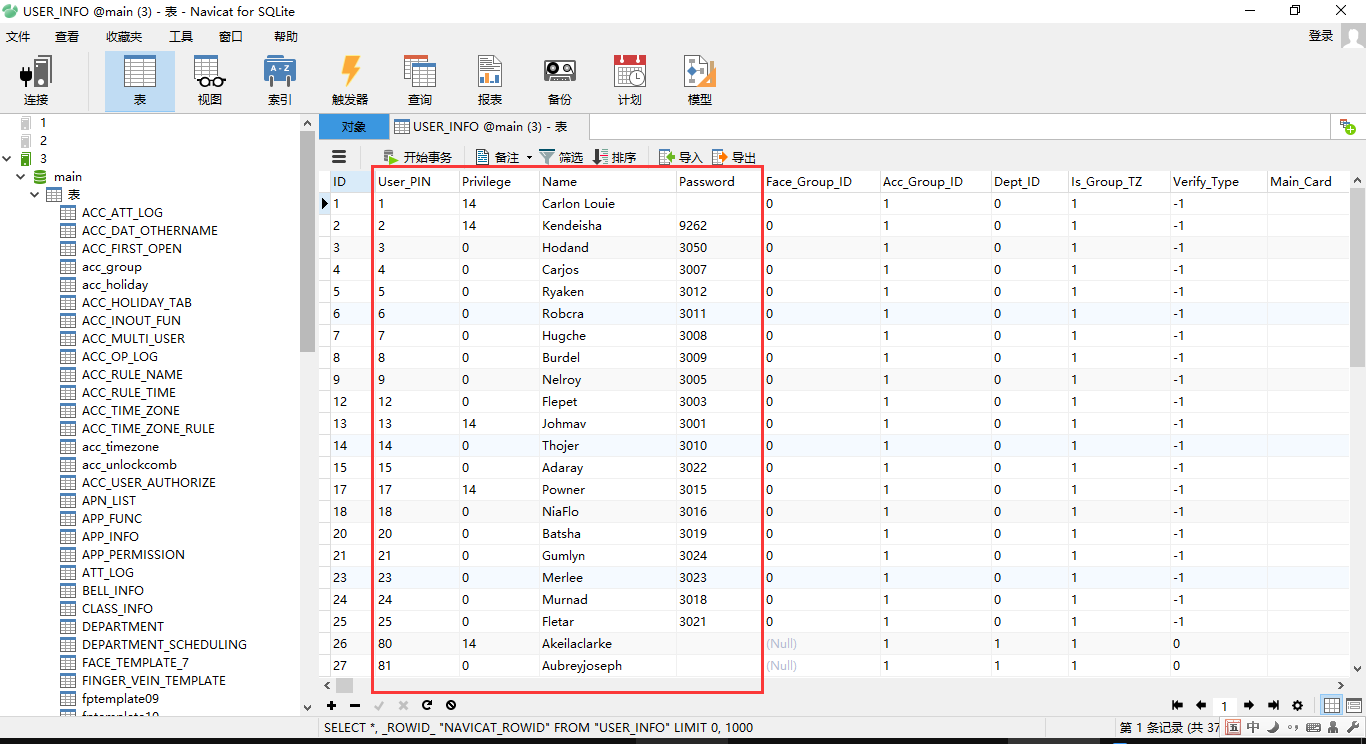 USER_INFO @main (3) - 表 - Navicat for SQLite
文件 查看 收藏夹 工具 窗口 帮助 登录
连接 表 视图 索引 触发器 查询 报表 备份 计划 模型
对象 USER_INFO @main (3) - 表
开始事务 备注 筛选 排序 导入 导出
1
2
3
main
表
ACC_ATT_LOG
ACC_DAT_OTHERNAME
ACC_FIRST_OPEN
acc_group
acc_holiday
ACC_HOLIDAY_TAB
ACC_INOUT_FUN
ACC_MULTI_USER
ACC_OP_LOG
ACC_RULE_NAME
ACC_RULE_TIME
ACC_TIME_ZONE
ACC_TIME_ZONE_RULE
acc_timezone
acc_unlockcomb
ACC_USER_AUTHORIZE
APN_LIST
APP_FUNC
APP_INFO
APP_PERMISSION
ATT_LOG
BELL_INFO
CLASS_INFO
DEPARTMENT
DEPARTMENT_SCHEDULING
FACE_TEMPLATE_7
FINGER_VEIN_TEMPLATE
fptemplate09
fptemplate10
ID User_PIN Privilege Name Password Face_Group_ID Acc_Group_ID Dept_ID Is_Group_TZ Verify_Type Main_Card
1 1 14 Carlon Louie 0 1 0 1 -1
2 2 14 Kendeisha 9262 0 1 0 1 -1
3 3 0 Hodand 3050 0 1 0 1 -1
4 4 0 Carjos 3007 0 1 0 1 -1
5 5 0 Ryaken 3012 0 1 0 1 -1
6 6 0 Robcra 3011 0 1 0 1 -1
7 7 0 Hugche 3008 0 1 0 1 -1
8 8 0 Burdel 3009 0 1 0 1 -1
9 9 0 Nelroy 3005 0 1 0 1 -1
12 12 0 Flepet 3003 0 1 0 1 -1
13 13 14 Johmav 3001 0 1 0 1 -1
14 14 0 Thojer 3010 0 1 0 1 -1
15 15 0 Adaray 3022 0 1 0 1 -1
17 17 14 Powner 3015 0 1 0 1 -1
18 18 0 NiaFlo 3016 0 1 0 1 -1
20 20 0 Batsha 3019 0 1 0 1 -1
21 21 0 Gumlyn 3024 0 1 0 1 -1
23 23 0 Merlee 3023 0 1 0 1 -1
24 24 0 Murnad 3018 0 1 0 1 -1
25 25 0 Fletar 3021 0 1 0 1 -1
26 80 14 Akeilaclarke (Null) 1 1 1 0
27 81 0 Aubreyjoseph (Null) 1 1 1 0
1
SELECT *, _ROWID_ "NAVICAT_ROWID" FROM "USER_INFO" LIMIT 0, 1000
第 1 条记录 (共 37 五 中